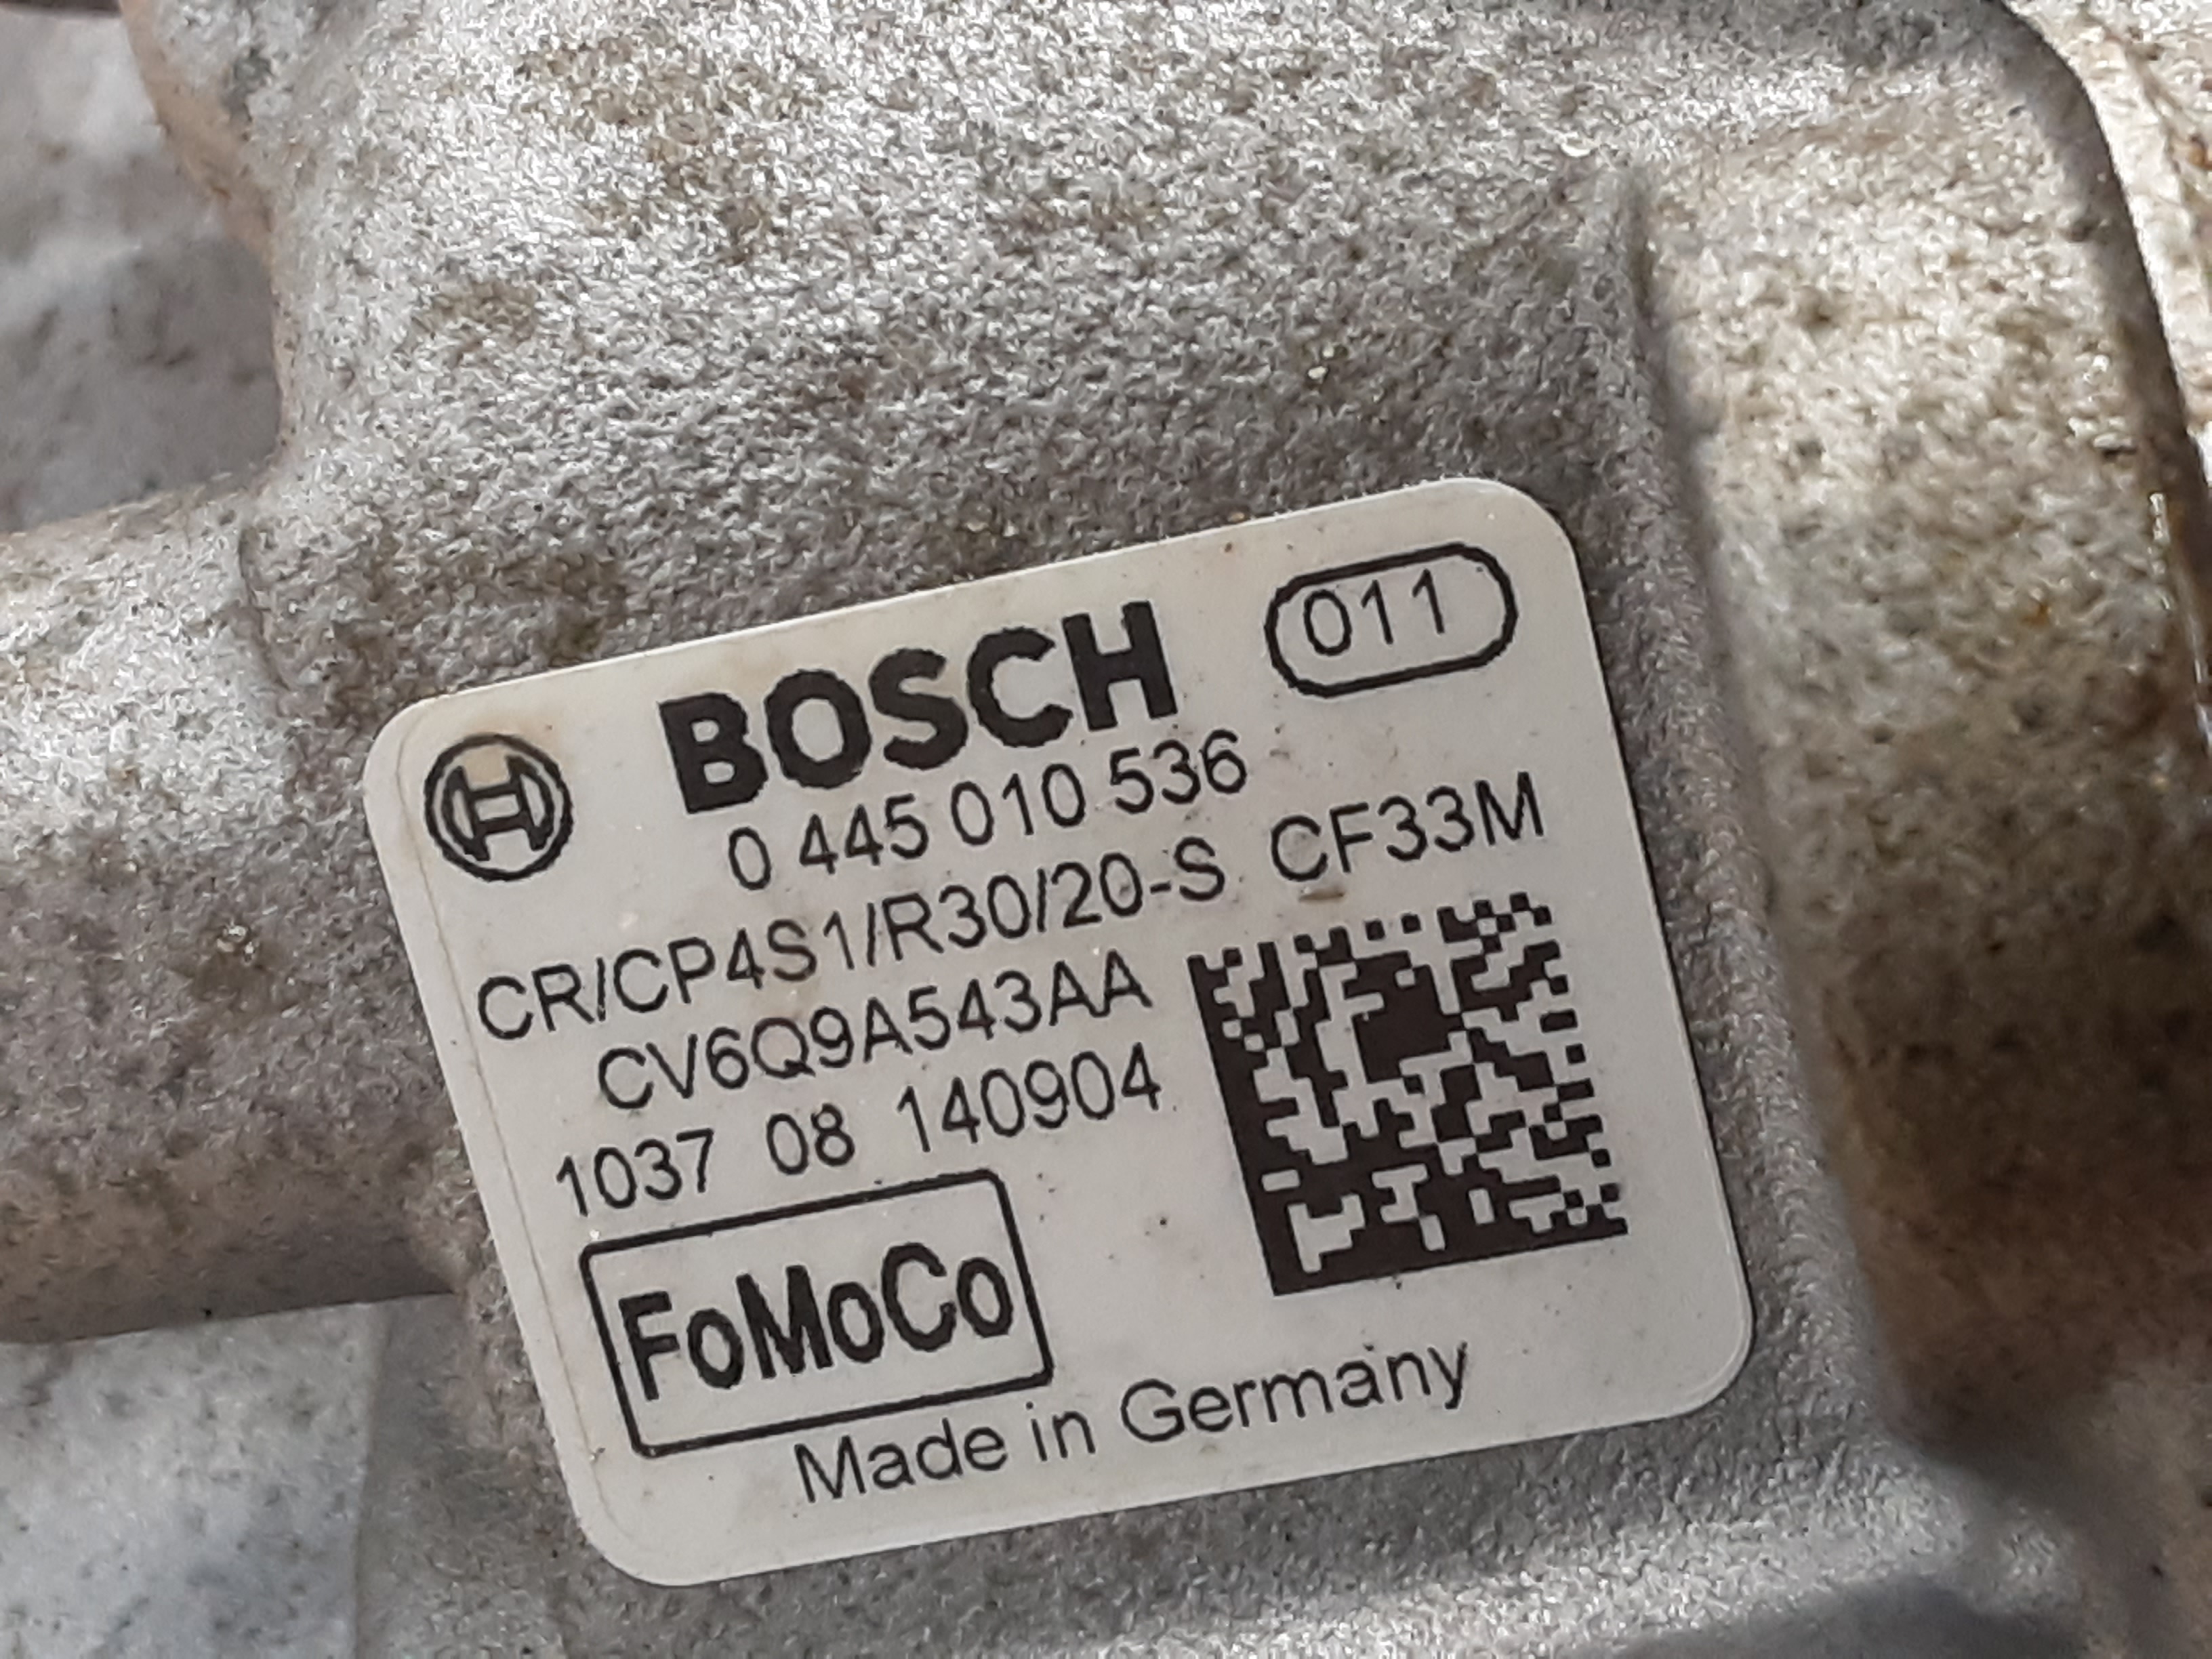 BOSCH 011
0 445 010 536
CR/CP4S1/R30/20-S CF33M
CV6Q9A543AA
1037 08 140904
FoMoCo
Made in Germany